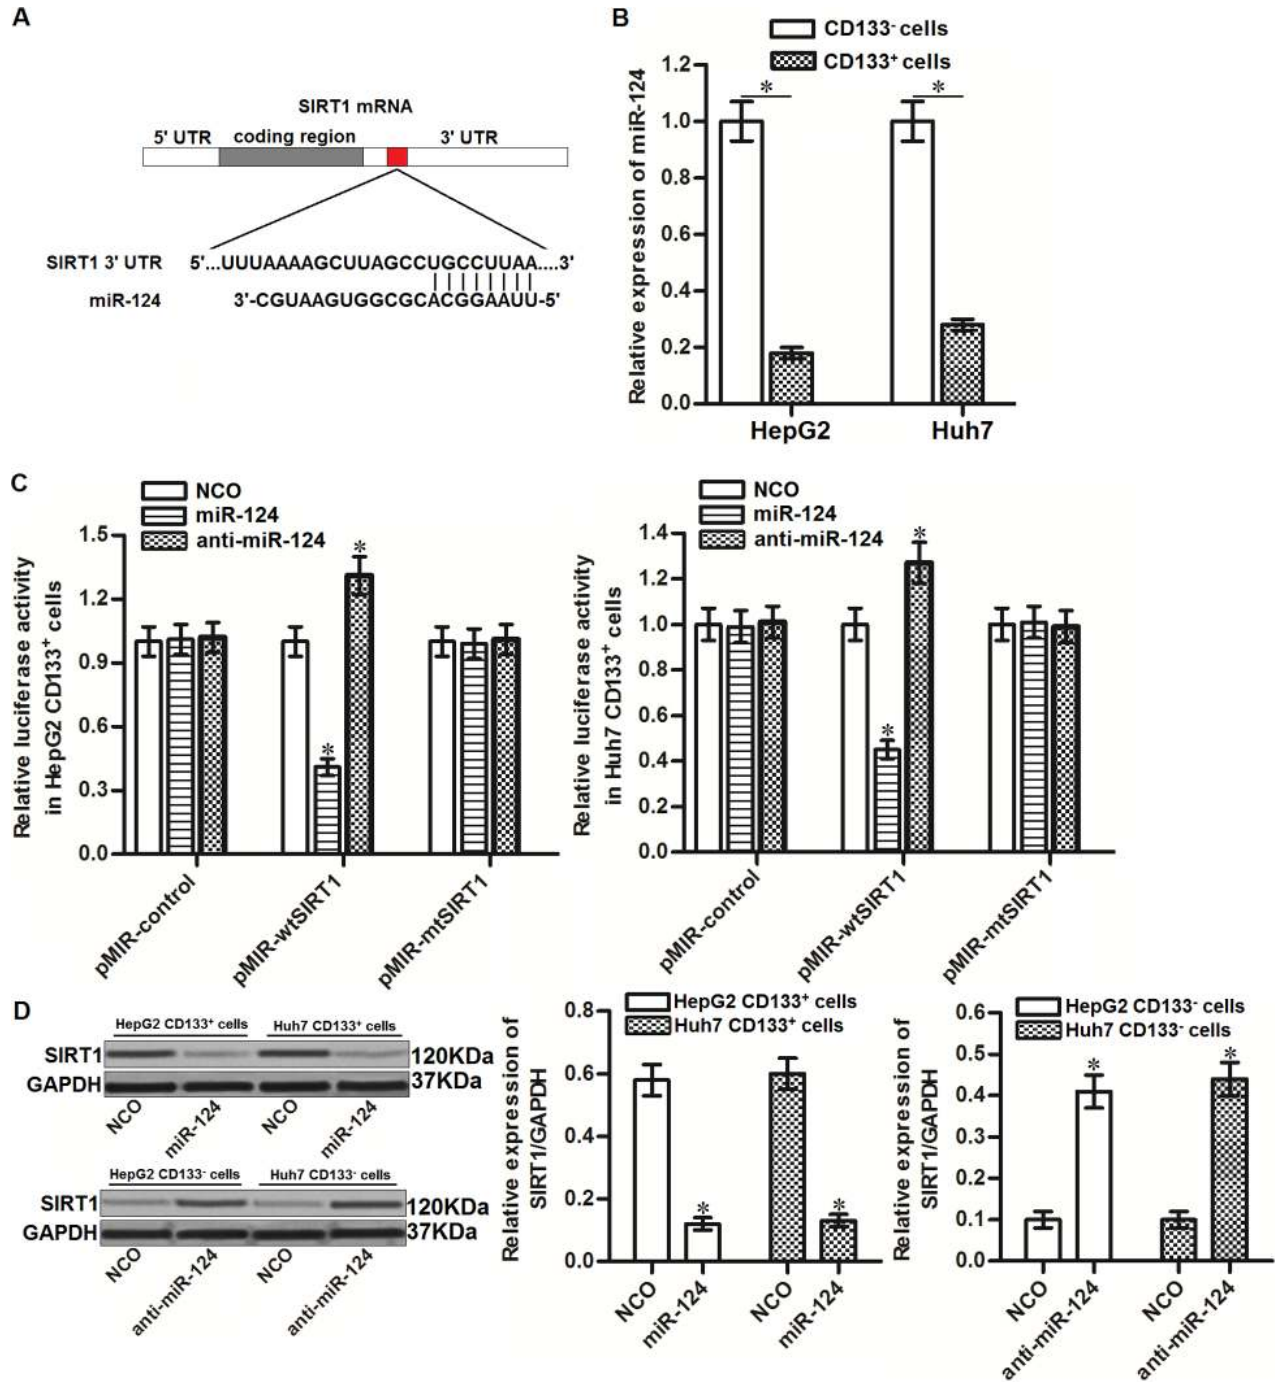 A
SIRT1 mRNA
5' UTR coding region 3' UTR
SIRT1 3' UTR 5'...UUUAAAAGCUUAGCCUGCCUUAA....3'
miR-124 3'-CGUAAGUGGCGCACGGAAUU-5'
B
CD133- cells
CD133+ cells
Relative expression of miR-124
1.2
1.0
0.8
0.6
0.4
0.2
0.0
* *
HepG2 Huh7
C
NCO
miR-124
anti-miR-124
Relative luciferase activity
in HepG2 CD133+ cells
1.5
1.2
0.9
0.6
0.3
0.0
* *
pMIR-control pMIR-wtSIRT1 pMIR-mtSIRT1
NCO
miR-124
anti-miR-124
Relative luciferase activity
in Huh7 CD133+ cells
1.4
1.2
1.0
0.8
0.6
0.4
0.2
0.0
* *
pMIR-control pMIR-wtSIRT1 pMIR-mtSIRT1
D
HepG2 CD133+ cells Huh7 CD133+ cells
SIRT1 120KDa
GAPDH 37KDa
NCO miR-124 NCO miR-124
HepG2 CD133- cells Huh7 CD133- cells
SIRT1 120KDa
GAPDH 37KDa
NCO anti-miR-124 NCO anti-miR-124
HepG2 CD133+ cells
Huh7 CD133+ cells
Relative expression of
SIRT1/GAPDH
0.8
0.6
0.4
0.2
0.0
* *
NCO miR-124 NCO miR-124
HepG2 CD133- cells
Huh7 CD133- cells
Relative expression of
SIRT1/GAPDH
0.6
0.5
0.4
0.3
0.2
0.1
0.0
* *
NCO anti-miR-124 NCO anti-miR-124